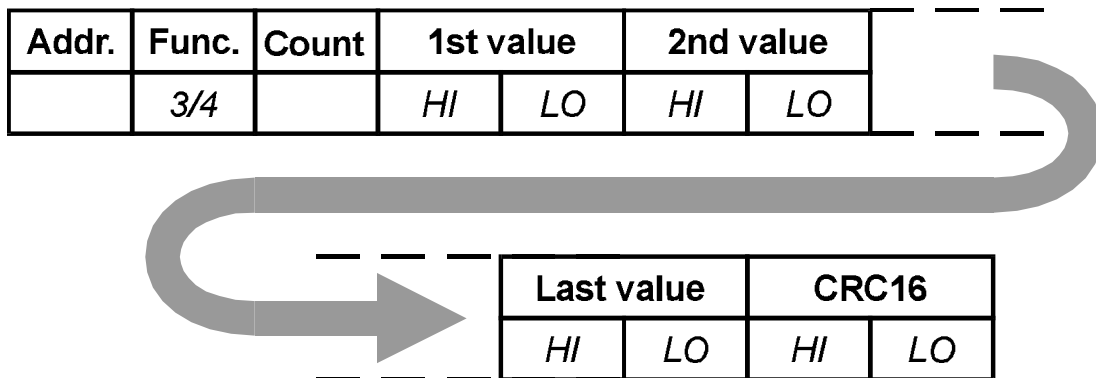 Addr. Func. Count 1st value 2nd value
3/4 HI LO HI LO
Last value CRC16
HI LO HI LO